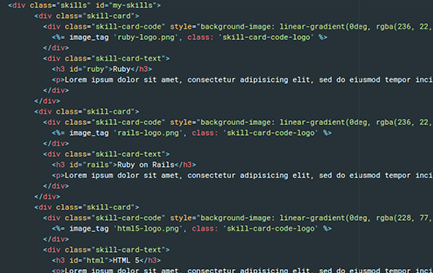 <div class="skills" id="my-skills">
<div class="skill-card">
<div class="skill-card-code" style="background-image: linear-gradient(0deg, rgba(236, 22,
<%= image_tag 'ruby-logo.png', class: 'skill-card-code-logo' %>
</div>
<div class="skill-card-text">
<h3 id="ruby">Ruby</h3>
<p>Lorem ipsum dolor sit amet, consectetur adipisicing elit, sed do eiusmod tempor inci
</div>
</div>
<div class="skill-card">
<div class="skill-card-code" style="background-image: linear-gradient(0deg, rgba(236, 22,
<%= image_tag 'rails-logo.png', class: 'skill-card-code-logo' %>
</div>
<div class="skill-card-text">
<h3 id="rails">Ruby on Rails</h3>
<p>Lorem ipsum dolor sit amet, consectetur adipisicing elit, sed do eiusmod tempor inci
</div>
</div>
<div class="skill-card">
<div class="skill-card-code" style="background-image: linear-gradient(0deg, rgba(228, 77,
<%= image_tag 'html5-logo.png', class: 'skill-card-code-logo' %>
</div>
<div class="skill-card-text">
<h3 id="html">HTML 5</h3>
<p>Lorem ipsum dolor sit amet, consectetur adipisicing elit, sed do eiusmod tempor inci